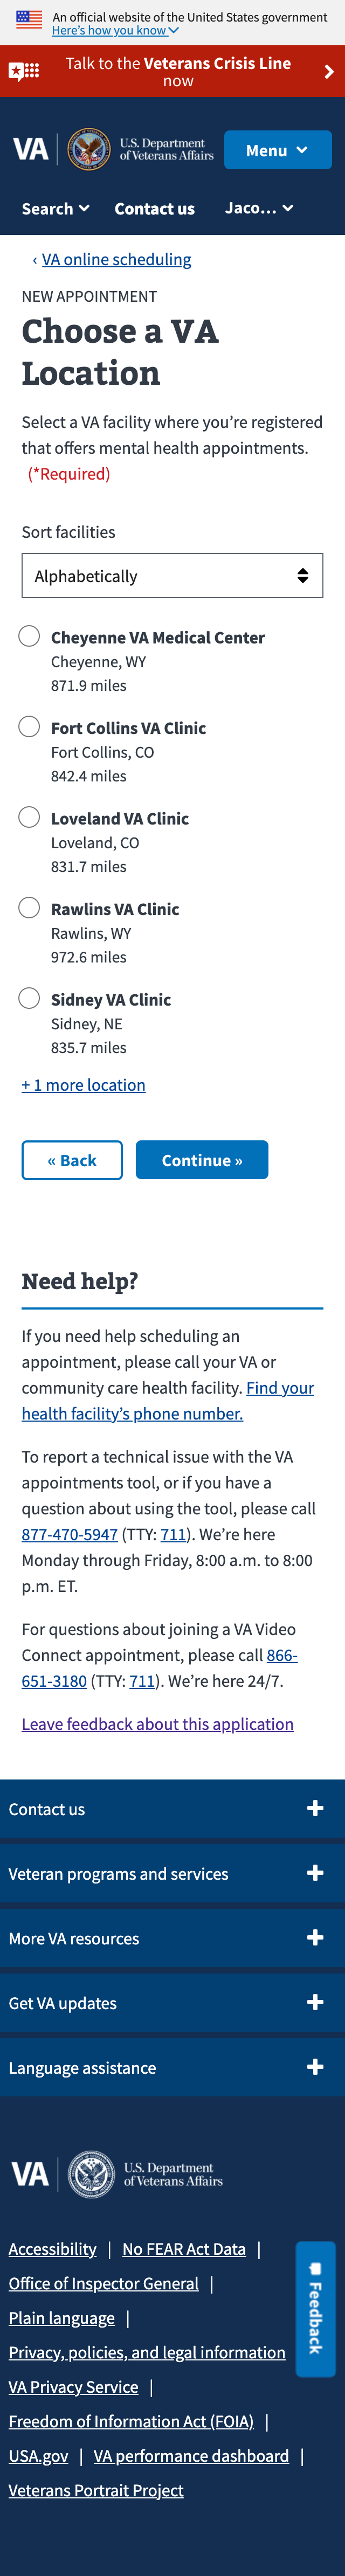 An official website of the United States government
Here's how you know
Talk to the Veterans Crisis Line
now
VA
U.S. Department
of Veterans Affairs
Menu
Search
Contact us
Jaco...
‹ VA online scheduling
NEW APPOINTMENT
Choose a VA
Location
Select a VA facility where you're registered
that offers mental health appointments.
(*Required)
Sort facilities
Alphabetically
Cheyenne VA Medical Center
Cheyenne, WY
871.9 miles
Fort Collins VA Clinic
Fort Collins, CO
842.4 miles
Loveland VA Clinic
Loveland, CO
831.7 miles
Rawlins VA Clinic
Rawlins, WY
972.6 miles
Sidney VA Clinic
Sidney, NE
835.7 miles
+ 1 more location
« Back
Continue »
Need help?
If you need help scheduling an
appointment, please call your VA or
community care health facility. Find your
health facility's phone number.
To report a technical issue with the VA
appointments tool, or if you have a
question about using the tool, please call
877-470-5947 (TTY: 711). We're here
Monday through Friday, 8:00 a.m. to 8:00
p.m. ET.
For questions about joining a VA Video
Connect appointment, please call 866-
651-3180 (TTY: 711). We're here 24/7.
Leave feedback about this application
Contact us
Veteran programs and services
More VA resources
Get VA updates
Language assistance
VA
U.S. Department
of Veterans Affairs
Accessibility | No FEAR Act Data |
Office of Inspector General |
Plain language |
Privacy, policies, and legal information
VA Privacy Service |
Freedom of Information Act (FOIA) |
USA.gov | VA performance dashboard |
Veterans Portrait Project
Feedback